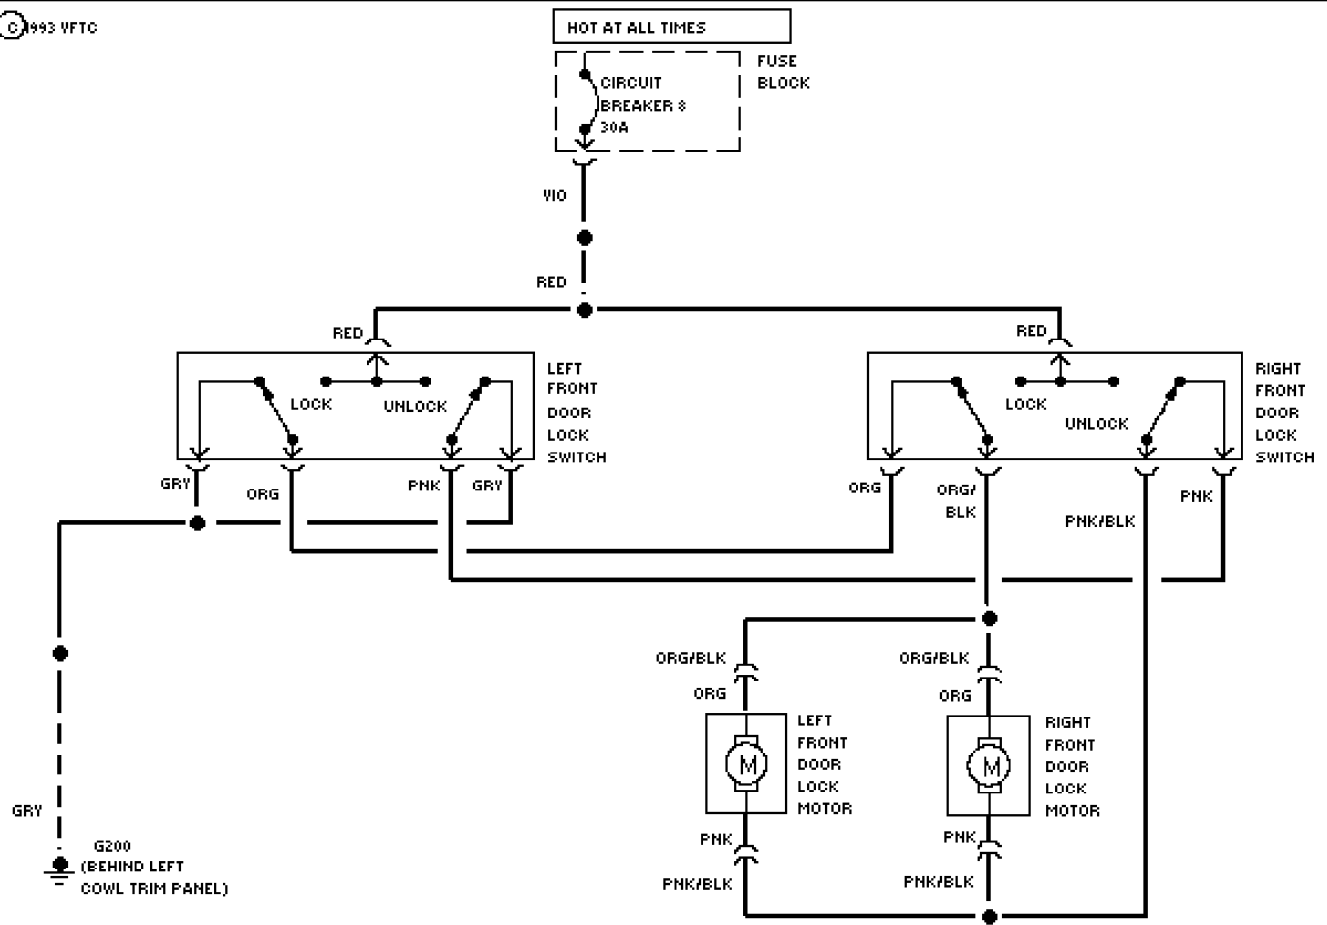 © 1993 VFTC
HOT AT ALL TIMES
FUSE
BLOCK
CIRCUIT
BREAKER 8
30A
VIO
RED
RED
RED
LEFT
FRONT
DOOR
LOCK
SWITCH
LOCK
UNLOCK
RIGHT
FRONT
DOOR
LOCK
SWITCH
LOCK
UNLOCK
GRY
ORG
PNK
GRY
ORG
ORG/
BLK
PNK/BLK
PNK
ORG/BLK
ORG
ORG/BLK
ORG
LEFT
FRONT
DOOR
LOCK
MOTOR
M
RIGHT
FRONT
DOOR
LOCK
MOTOR
M
PNK
PNK/BLK
PNK
PNK/BLK
GRY
G200
(BEHIND LEFT
COWL TRIM PANEL)